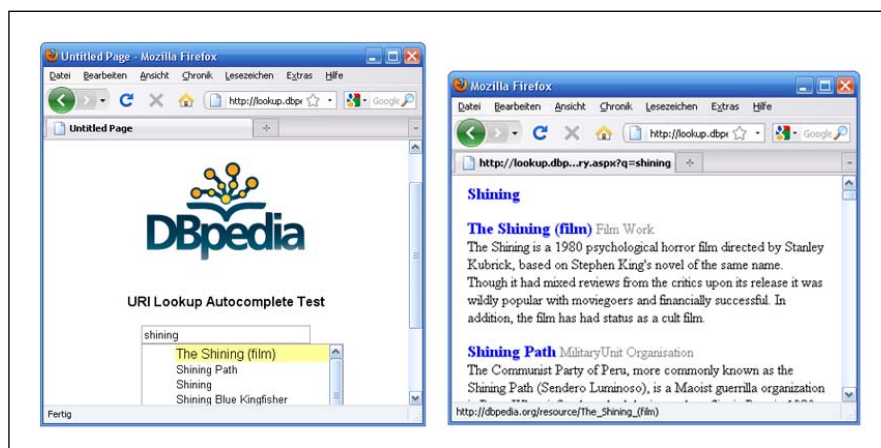 Untitled Page - Mozilla Firefox
Datei Bearbeiten Ansicht Chronik Lesezeichen Extras Hilfe
http://lookup.dbpe
Google
Untitled Page
DBpedia
URI Lookup Autocomplete Test
shining
The Shining (film)
Shining Path
Shining
Shining Blue Kingfisher
Fertig
Mozilla Firefox
Datei Bearbeiten Ansicht Chronik Lesezeichen Extras Hilfe
http://lookup.dbpe
Google
http://lookup.dbp...ry.aspx?q=shining
Shining
The Shining (film) Film Work
The Shining is a 1980 psychological horror film directed by Stanley
Kubrick, based on Stephen King's novel of the same name.
Though it had mixed reviews from the critics upon its release it was
wildly popular with moviegoers and financially successful. In
addition, the film has had status as a cult film.
Shining Path MilitaryUnit Organisation
The Communist Party of Peru, more commonly known as the
Shining Path (Sendero Luminoso), is a Maoist guerrilla organization
http://dbpedia.org/resource/The_Shining_(film)